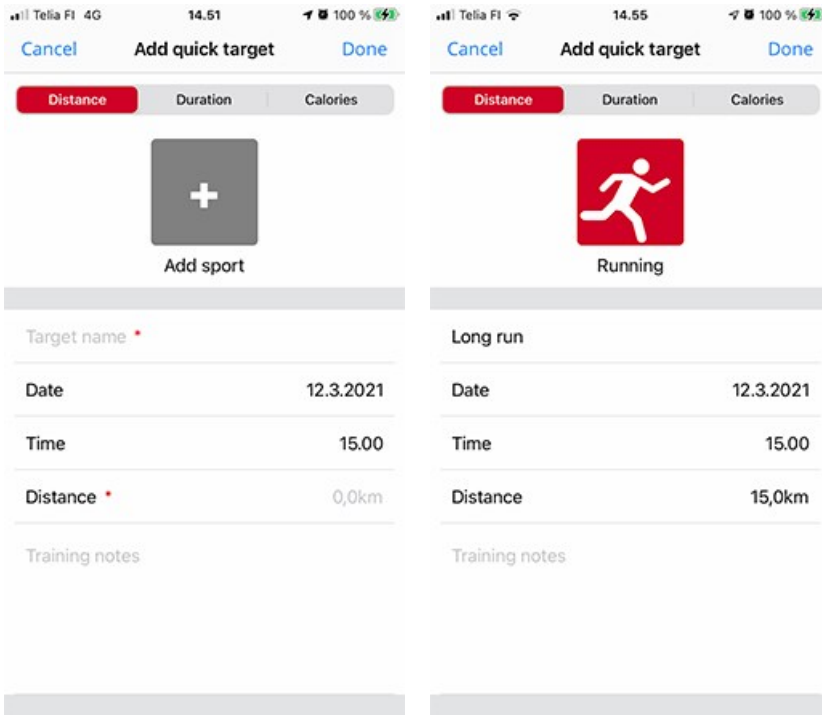 Telia FI 4G 14.51 100 %
Cancel Add quick target Done
Distance Duration Calories
+
Add sport
Target name *
Date 12.3.2021
Time 15.00
Distance * 0,0km
Training notes
Telia FI 14.55 100 %
Cancel Add quick target Done
Distance Duration Calories
Running
Long run
Date 12.3.2021
Time 15.00
Distance 15,0km
Training notes